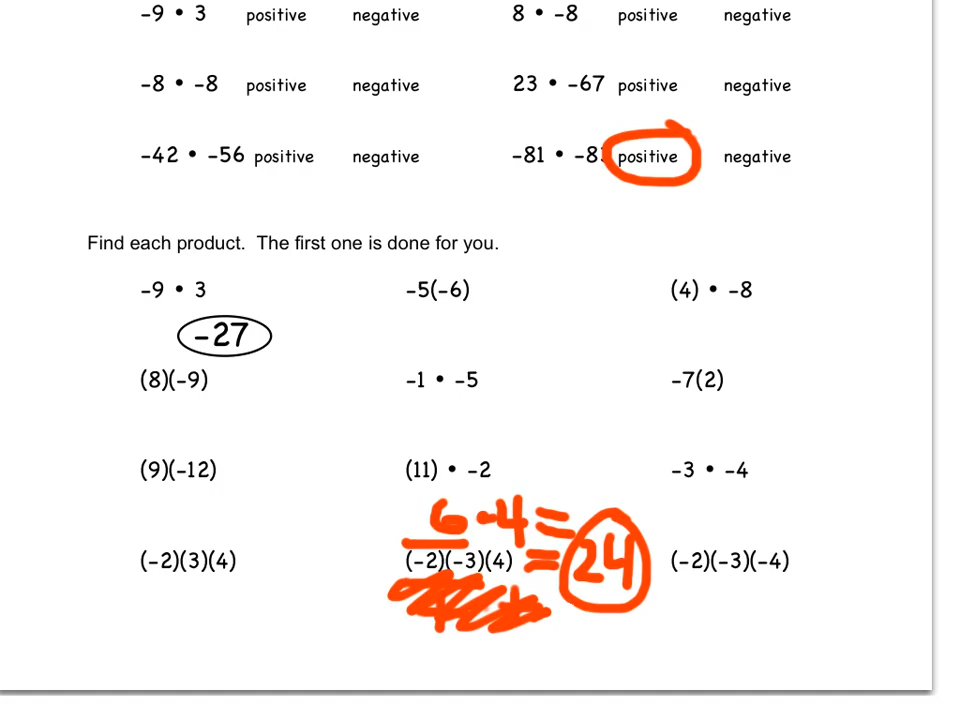 -9 • 3 positive negative 8 • -8 positive negative
-8 • -8 positive negative 23 • -67 positive negative
-42 • -56 positive negative -81 • positive negative
Find each product. The first one is done for you.
-9 • 3 -5(-6) (4) • -8
-27
(8)(-9) -1 • -5 -7(2)
(9)(-12) (11) • -2 -3 • -4
6 • 4 =
(-2)(3)(4) (-2)(-3)(4) = 24 (-2)(-3)(-4)